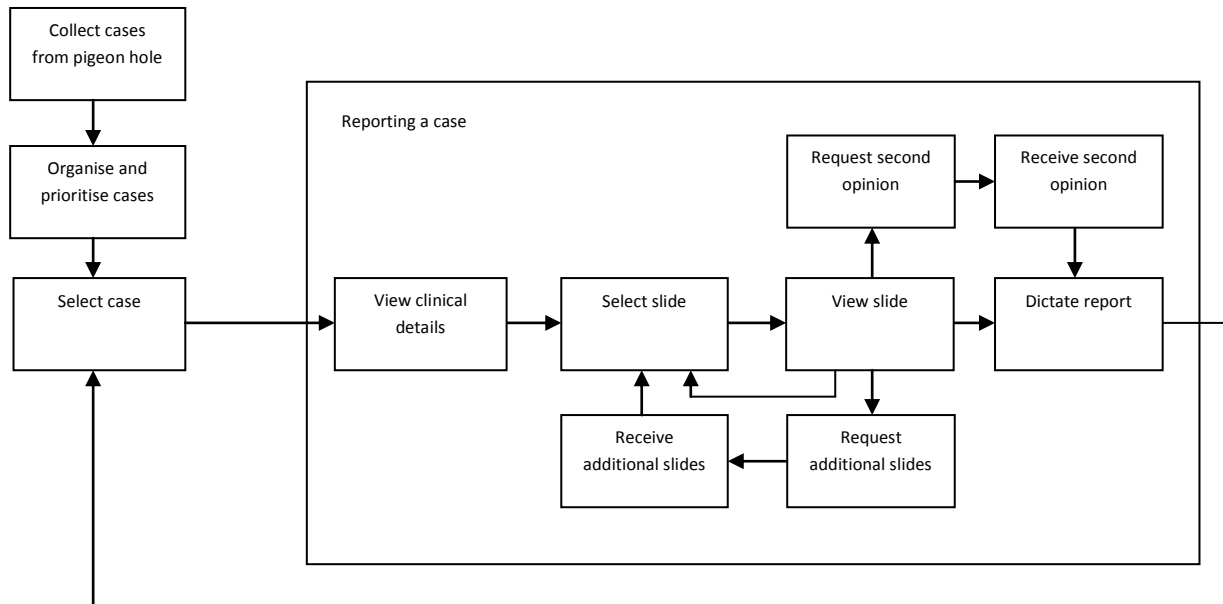 Collect cases
from pigeon hole
Reporting a case
Organise and
prioritise cases
Request second
opinion
Receive second
opinion
Select case
View clinical
details
Select slide
View slide
Dictate report
Receive
additional slides
Request
additional slides